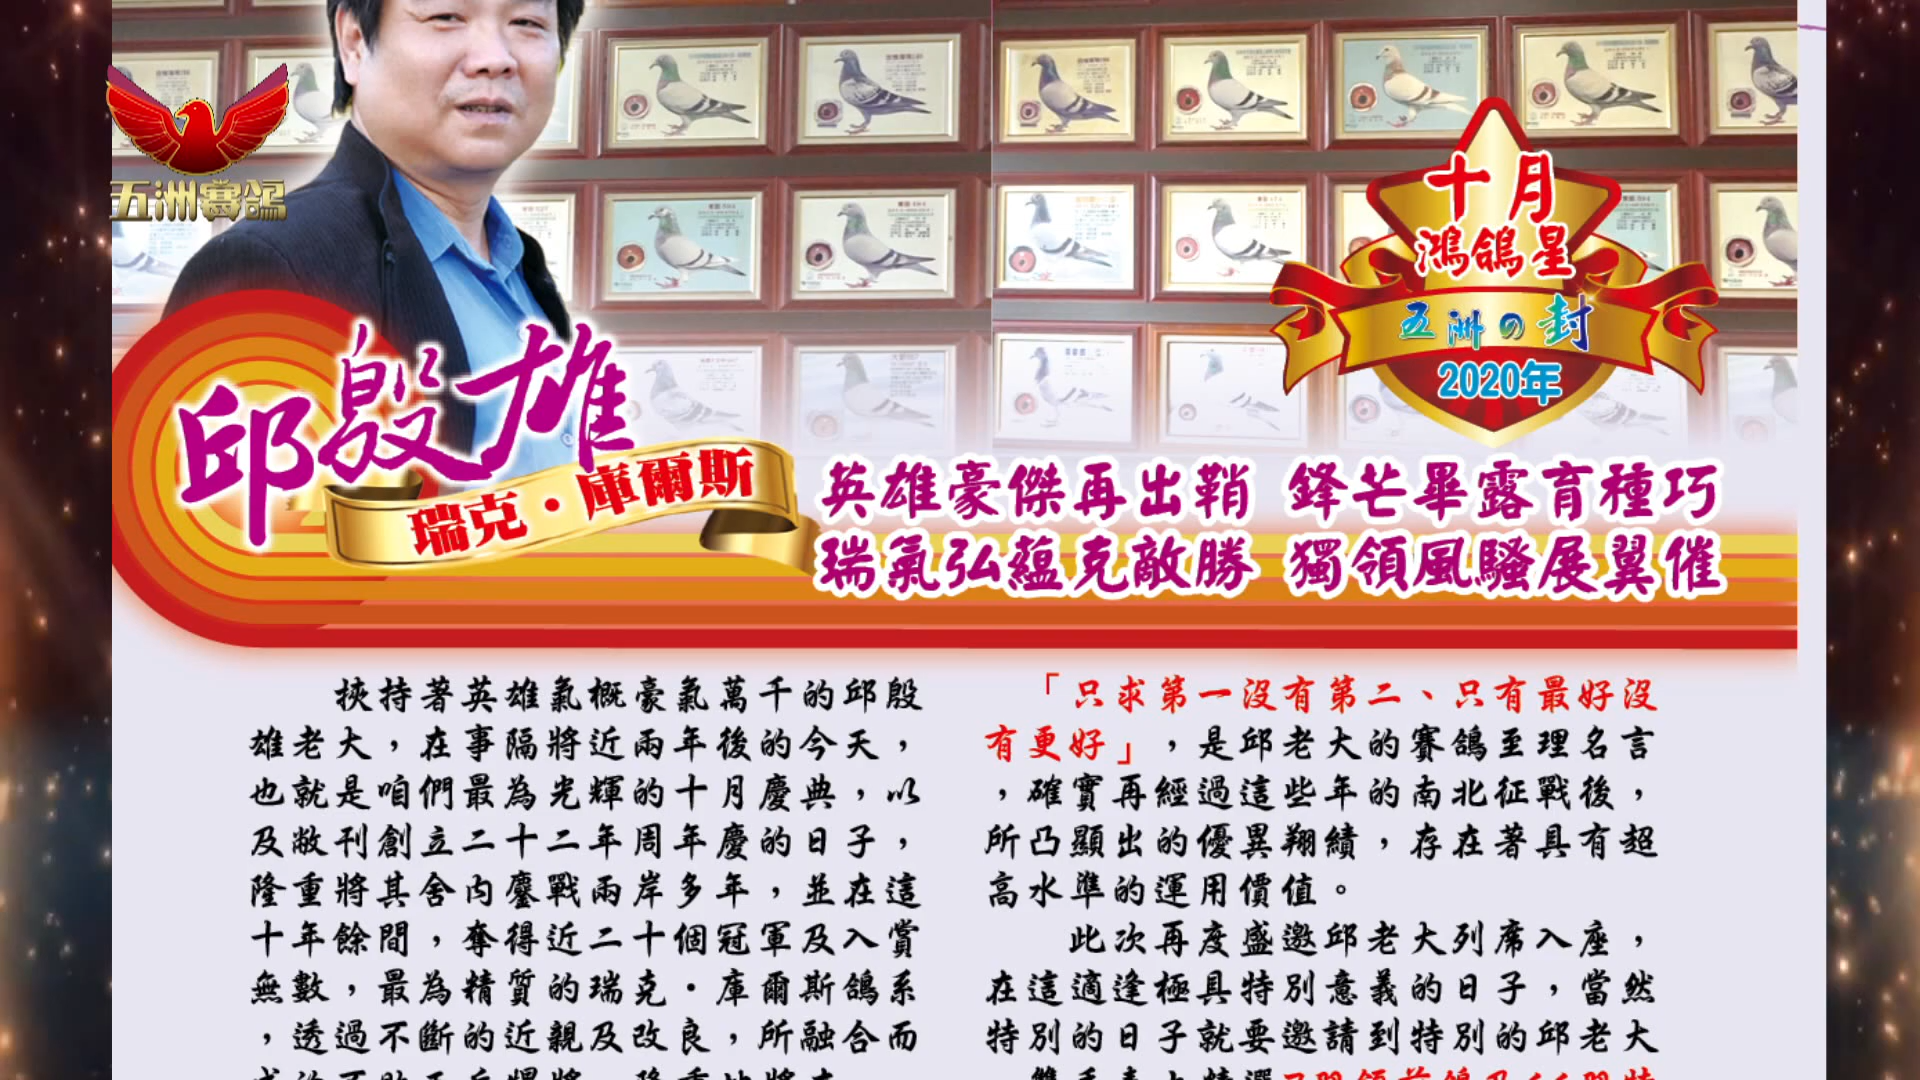 五洲賽鴿
十月
鴻鴿星
五洲の封
2020年
邱殷雄
瑞克·庫爾斯
英雄豪傑再出鞘 鋒芒畢露育種巧
瑞氣弘蘊克敵勝 獨領風騷展翼催
挾持著英雄氣概豪氣萬千的邱殷
雄老大，在事隔將近兩年後的今天，
也就是咱們最為光輝的十月慶典，以
及敝刊創立二十二年周年慶的日子，
隆重將其舍內鏖戰兩岸多年，並在這
十年餘間，奪得近二十個冠軍及入賞
無數，最為精質的瑞克·庫爾斯鴿系
，透過不斷的近親及改良，所融合而
「只求第一沒有第二、只有最好沒
有更好」，是邱老大的賽鴿至理名言
，確實再經過這些年的南北征戰後，
所凸顯出的優異翔績，存在著具有超
高水準的運用價值。
此次再度盛邀邱老大列席入座，
在這適逢極具特別意義的日子，當然
特別的日子就要邀請到特別的邱老大